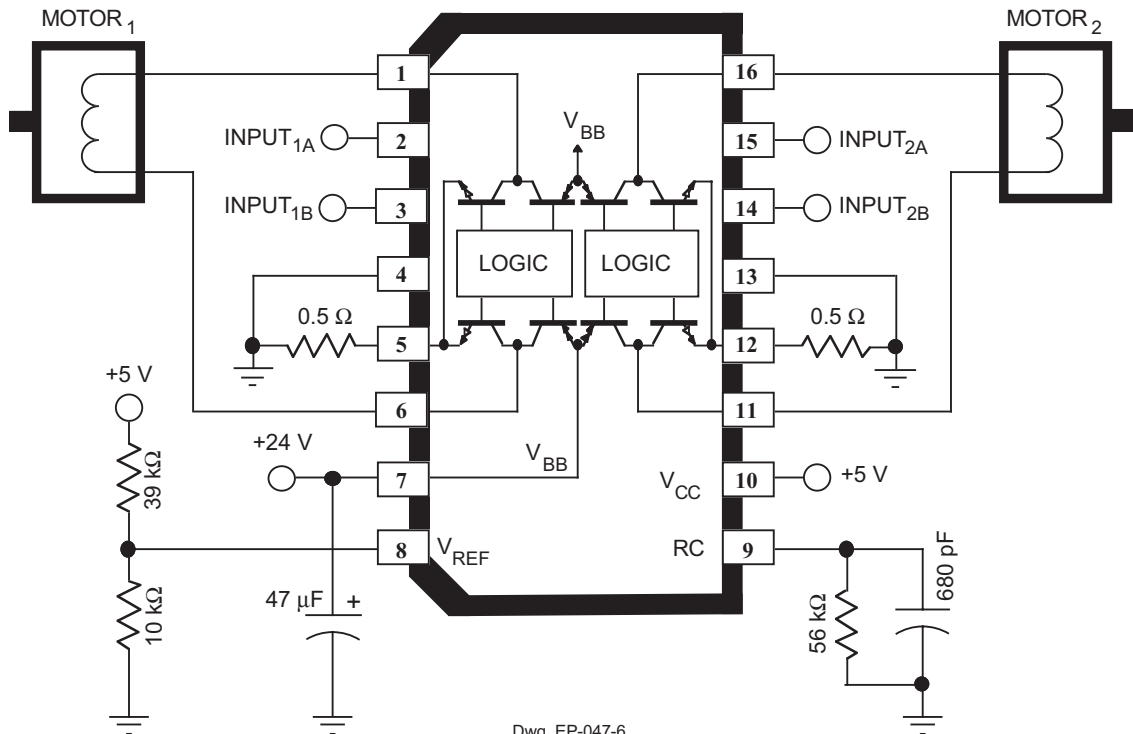 MOTOR1
MOTOR2
1
16
INPUT1A
2
VBB
15
INPUT2A
INPUT1B
3
14
INPUT2B
4
LOGIC
LOGIC
13
0.5 Ω
5
12
0.5 Ω
+5 V
6
11
39 kΩ
+24 V
7
VBB
VCC
10
+5 V
8
VREF
RC
9
10 kΩ
47 µF
+
56 kΩ
680 pF
Dwg. EP-047-6